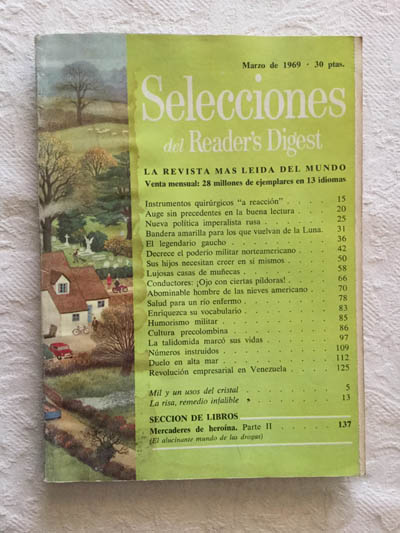 Marzo de 1969 · 30 ptas.
Selecciones
del Reader's Digest
LA REVISTA MAS LEIDA DEL MUNDO
Venta mensual: 28 millones de ejemplares en 13 idiomas
Instrumentos quirúrgicos "a reacción" . . . . . 15
Auge sin precedentes en la buena lectura . . . . 20
Nueva política imperalista rusa . . . . . 25
Bandera amarilla para los que vuelvan de la Luna. 31
El legendario gaucho . . . . . 36
Decrece el poderío militar norteamericano . . . . 42
Sus hijos necesitan creer en sí mismos . . . . . 50
Lujosas casas de muñecas . . . . . 58
Conductores: ¡Ojo con ciertas píldoras! . . . . . 66
Abominable hombre de las nieves americano . . . 70
Salud para un río enfermo . . . . . 78
Enriquezca su vocabulario . . . . . 83
Humorismo militar . . . . . 85
Cultura precolombina . . . . . 86
La talidomida marcó sus vidas . . . . . 97
Números instruidos . . . . . 109
Duelo en alta mar . . . . . 112
Revolución empresarial en Venezuela . . . . . 125
Mil y un usos del cristal . . . . . 5
La risa, remedio infalible . . . . . 13
SECCION DE LIBROS
Mercaderes de heroína. Parte II . . . . . 137
(El alucinante mundo de las drogas)